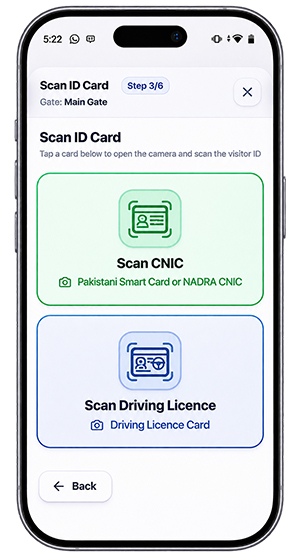 5:22
Scan ID Card Step 3/6
Gate: Main Gate
Scan ID Card
Tap a card below to open the camera and scan the visitor ID
Scan CNIC
Pakistani Smart Card or NADRA CNIC
Scan Driving Licence
Driving Licence Card
Back